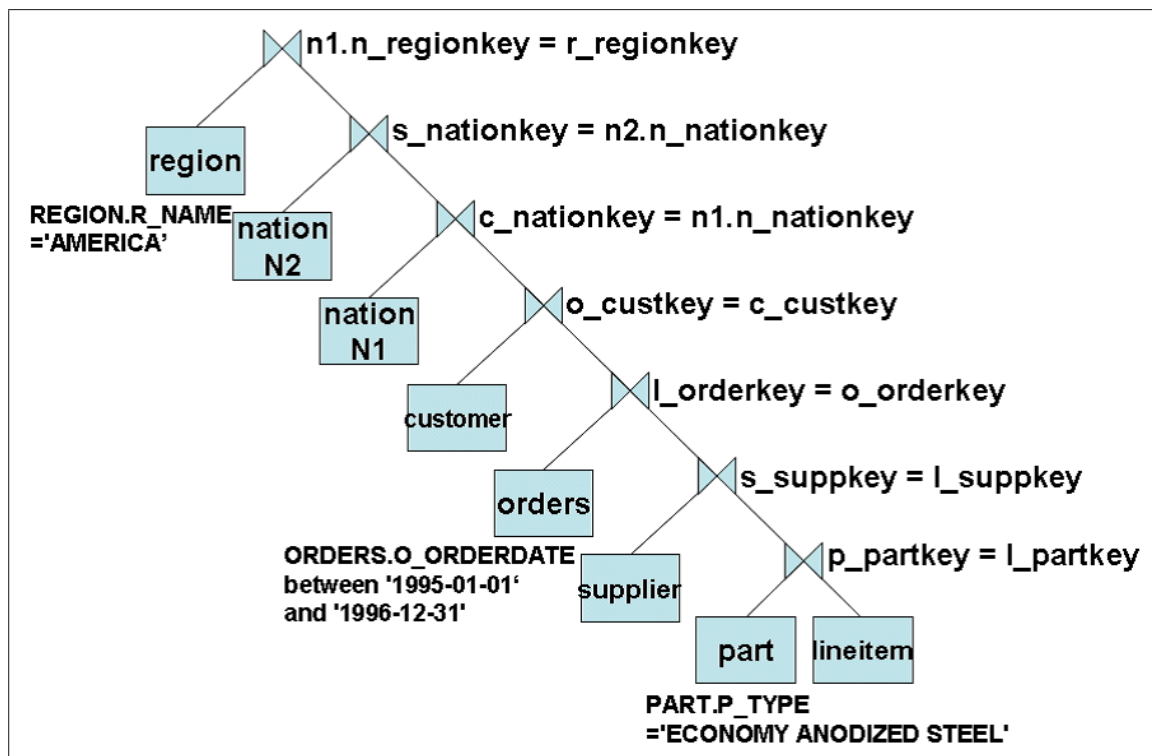 n1.n_regionkey = r_regionkey
region
s_nationkey = n2.n_nationkey
REGION.R_NAME
='AMERICA’
nation
N2
c_nationkey = n1.n_nationkey
nation
N1
o_custkey = c_custkey
customer
l_orderkey = o_orderkey
orders
ORDERS.O_ORDERDATE
between '1995-01-01‘
and '1996-12-31'
s_suppkey = l_suppkey
supplier
p_partkey = l_partkey
part
lineitem
PART.P_TYPE
='ECONOMY ANODIZED STEEL'